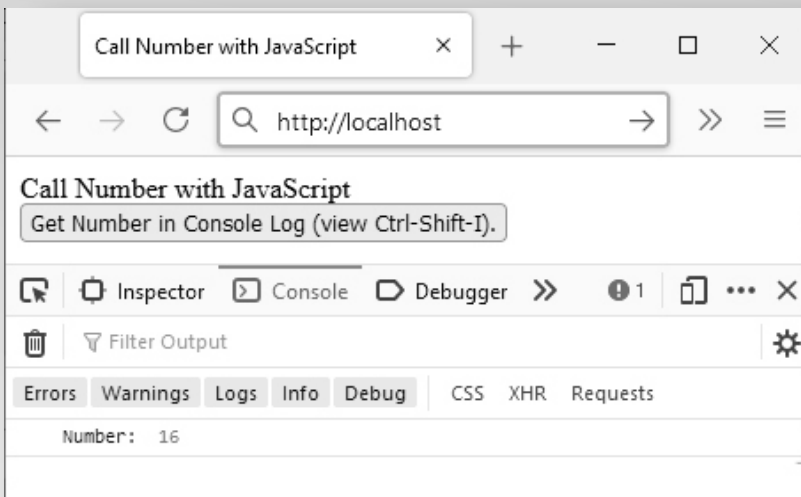 Call Number with JavaScript
http://localhost
Call Number with JavaScript
Get Number in Console Log (view Ctrl-Shift-I).
Inspector Console Debugger 1
Filter Output
Errors Warnings Logs Info Debug CSS XHR Requests
Number: 16